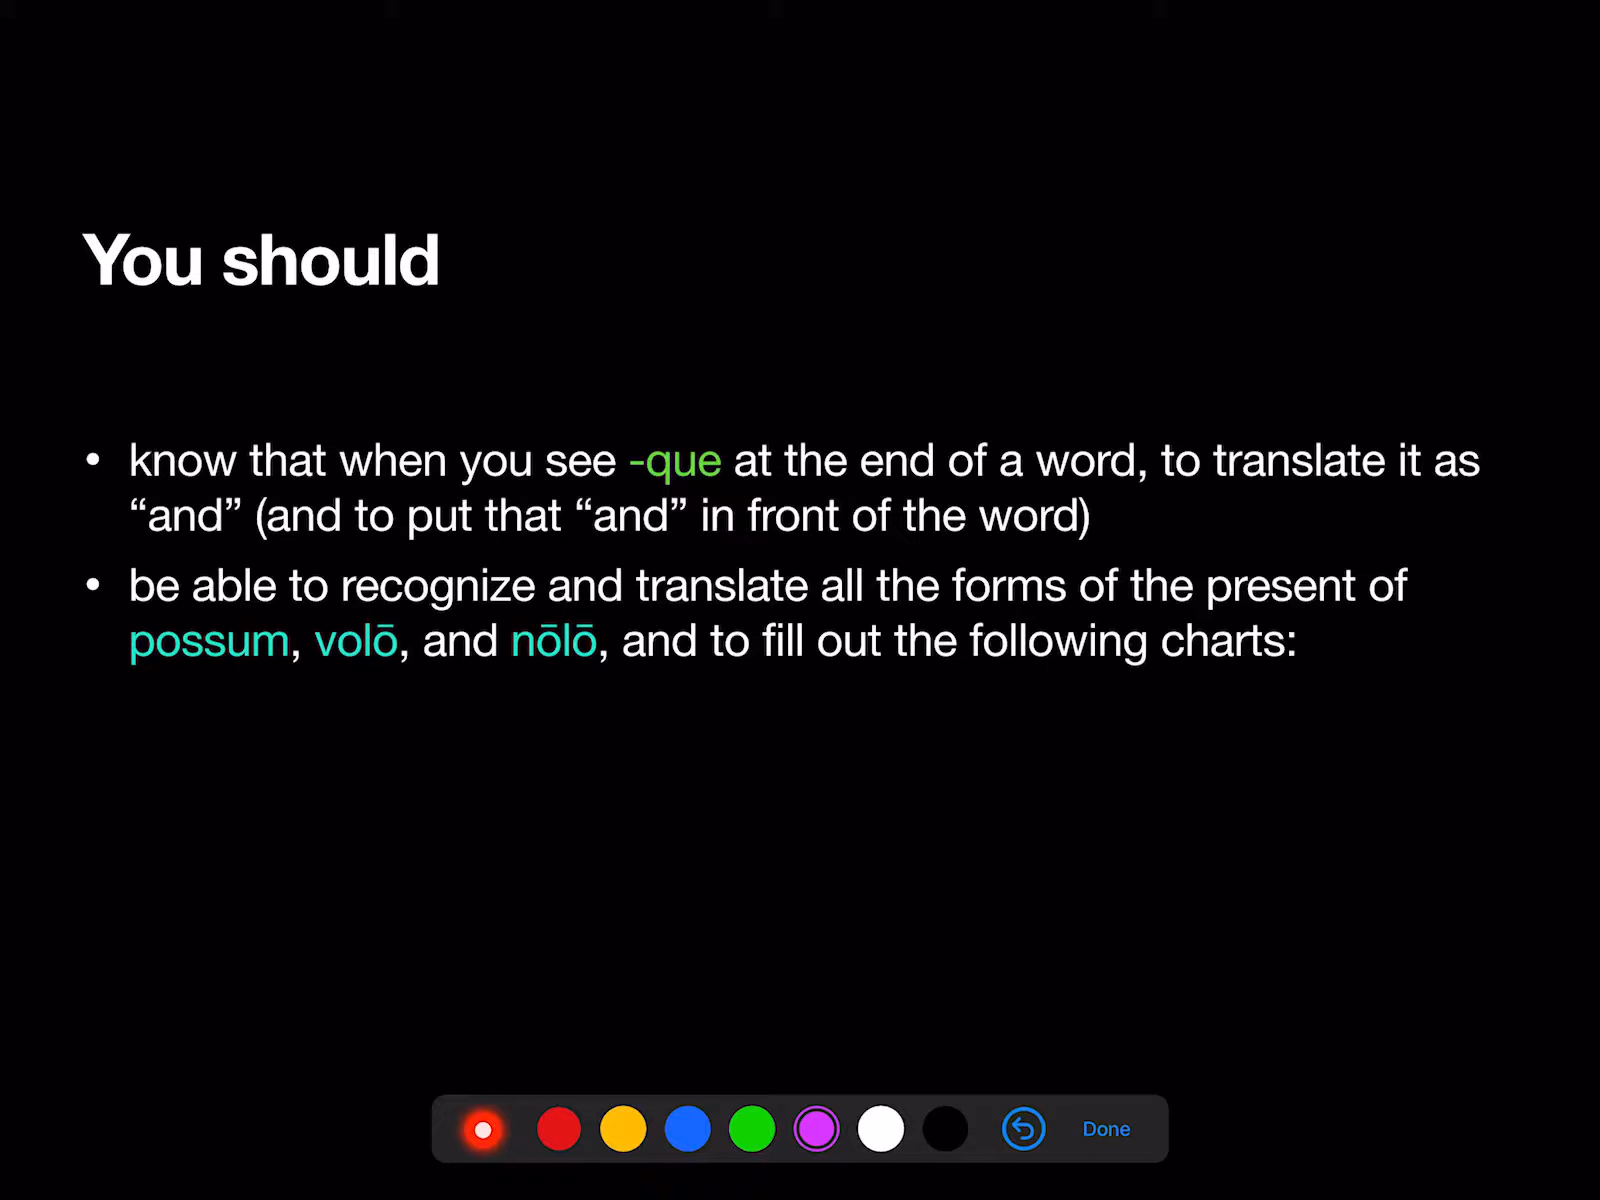 You should
• know that when you see -que at the end of a word, to translate it as
“and” (and to put that “and” in front of the word)
• be able to recognize and translate all the forms of the present of
possum, volō, and nōlō, and to fill out the following charts:
Done